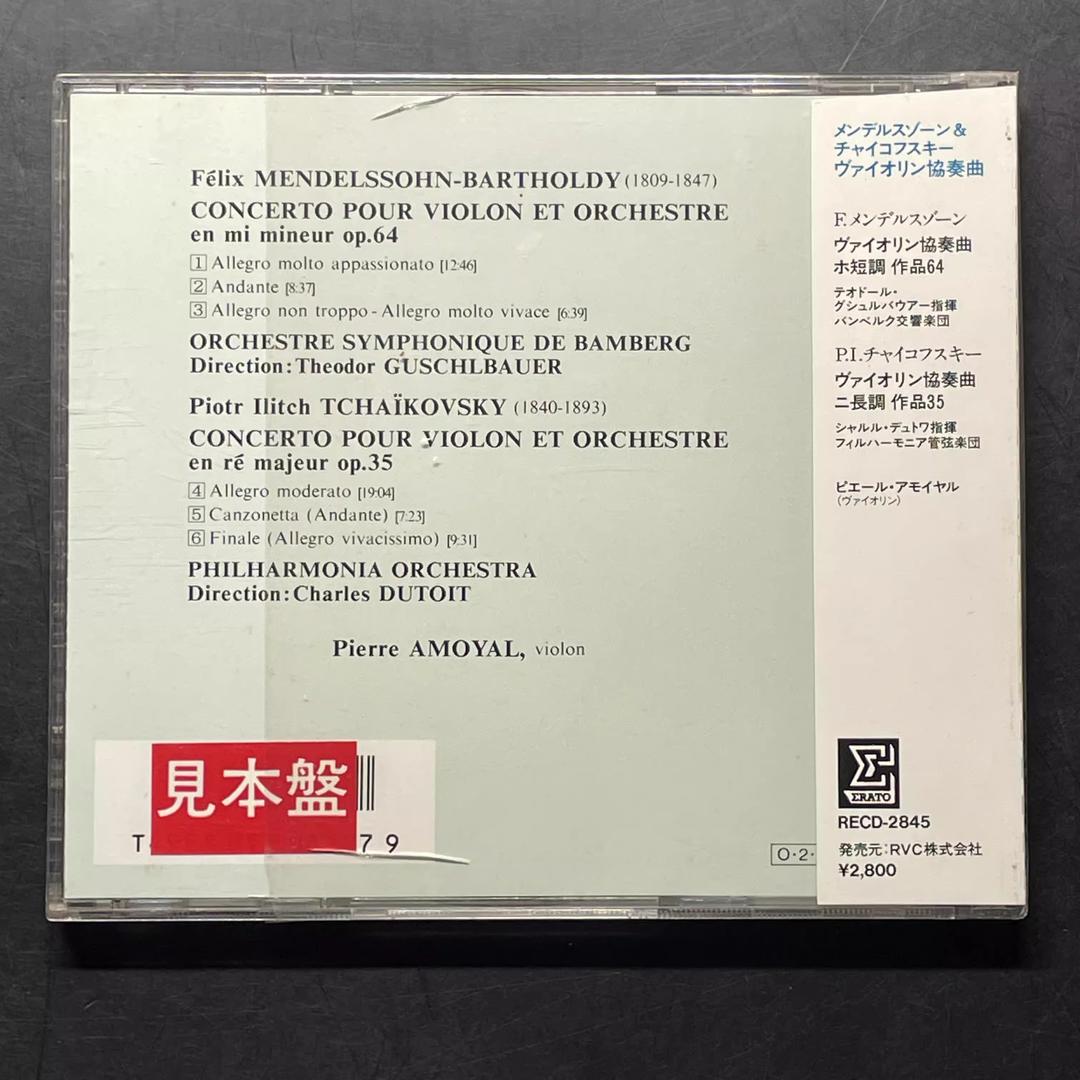 Félix MENDELSSOHN-BARTHOLDY (1809-1847)
CONCERTO POUR VIOLON ET ORCHESTRE
en mi mineur op.64
1 Allegro molto appassionato [12:46]
2 Andante [8:37]
3 Allegro non troppo - Allegro molto vivace [6:39]
ORCHESTRE SYMPHONIQUE DE BAMBERG
Direction: Theodor GUSCHLBAUER
Piotr Ilitch TCHAÏKOVSKY (1840-1893)
CONCERTO POUR VIOLON ET ORCHESTRE
en ré majeur op.35
4 Allegro moderato [19:04]
5 Canzonetta (Andante) [7:23]
6 Finale (Allegro vivacissimo) [9:31]
PHILHARMONIA ORCHESTRA
Direction: Charles DUTOIT
Pierre AMOYAL, violon
見本盤
T
79
O·2·
メンデルスゾーン&
チャイコフスキー
ヴァイオリン協奏曲
F.メンデルスゾーン
ヴァイオリン協奏曲
ホ短調 作品64
テオドール・
グシュルバウアー指揮
バンベルク交響楽団
P.I.チャイコフスキー
ヴァイオリン協奏曲
ニ長調 作品35
シャルル・デュトワ指揮
フィルハーモニア管弦楽団
ピエール・アモイヤル
(ヴァイオリン)
ERATO
RECD-2845
発売元:RVC株式会社
¥2,800